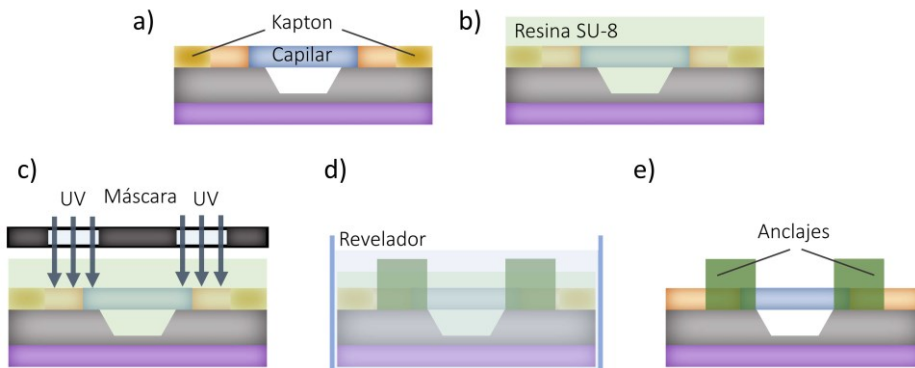 a)
Kapton
Capilar
b)
Resina SU-8
c)
UV
Máscara
UV
d)
Revelador
e)
Anclajes